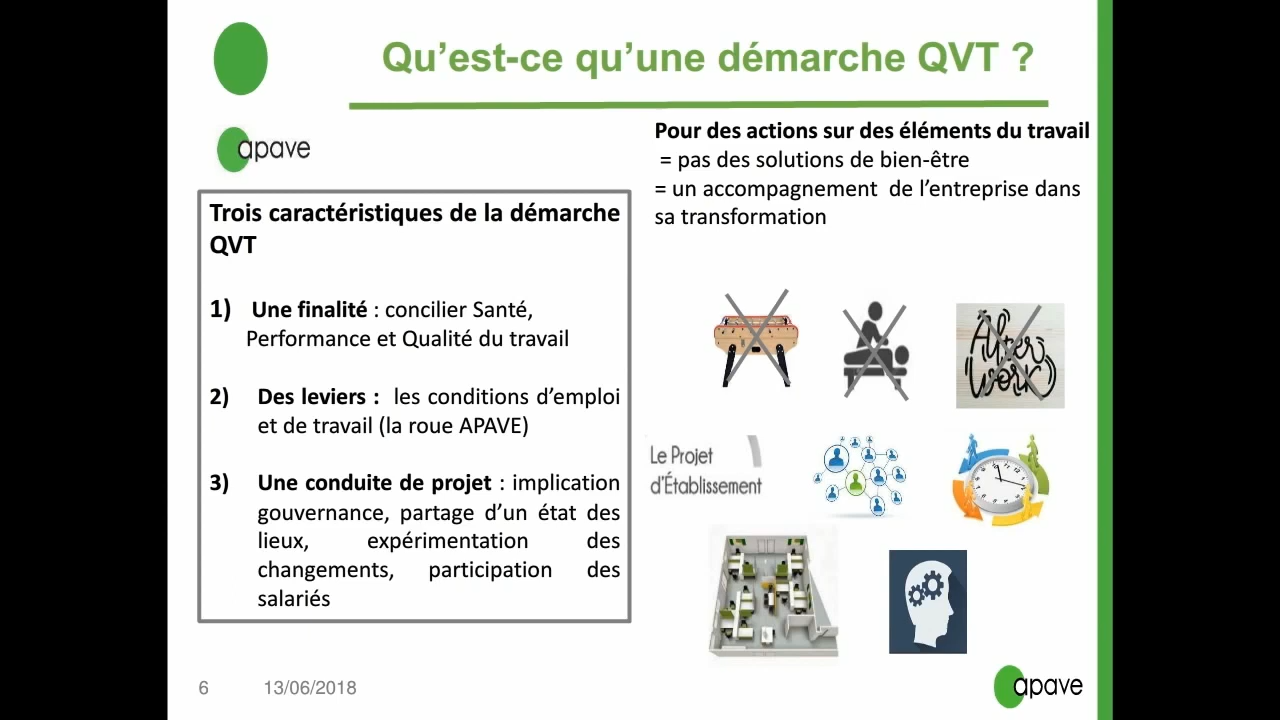 Qu’est-ce qu’une démarche QVT ?
apave
Trois caractéristiques de la démarche
QVT
1) Une finalité : concilier Santé,
Performance et Qualité du travail
2) Des leviers : les conditions d’emploi
et de travail (la roue APAVE)
3) Une conduite de projet : implication
gouvernance, partage d’un état des
lieux, expérimentation des
changements, participation des
salariés
Pour des actions sur des éléments du travail
= pas des solutions de bien-être
= un accompagnement de l’entreprise dans
sa transformation
After
Work
Le Projet
d’Établissement
6 13/06/2018
apave